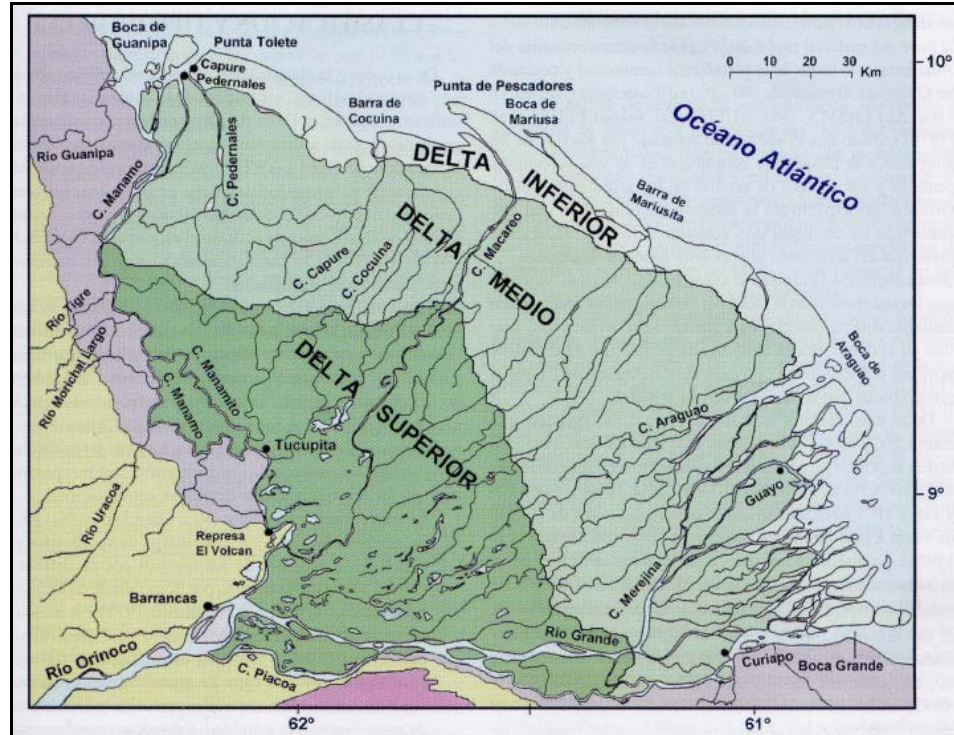 Boca de
Guanipa
Punta Tolete
Capure
Pedernales
10°
0 10 20 30
Km
Punta de Pescadores
Barra de
Cocuina
Boca de
Mariusa
Océano Atlántico
Río Guanipa
C. Manamo
C. Pedernales
DELTA
INFERIOR
Barra de
Mariusita
C. Capure
C. Cocuina
DELTA
MEDIO
C. Macareo
Río Tigre
Río Morichal Largo
C. Manamito
C. Manamo
DELTA
SUPERIOR
Boca de
Araguao
C. Araguao
Tucupita
Guayo
9°
Río Uracoa
Represa
El Volcan
Barrancas
C. Merejina
Río Grande
Río Orinoco
C. Piacoa
Curiapo
Boca Grande
62°
61°